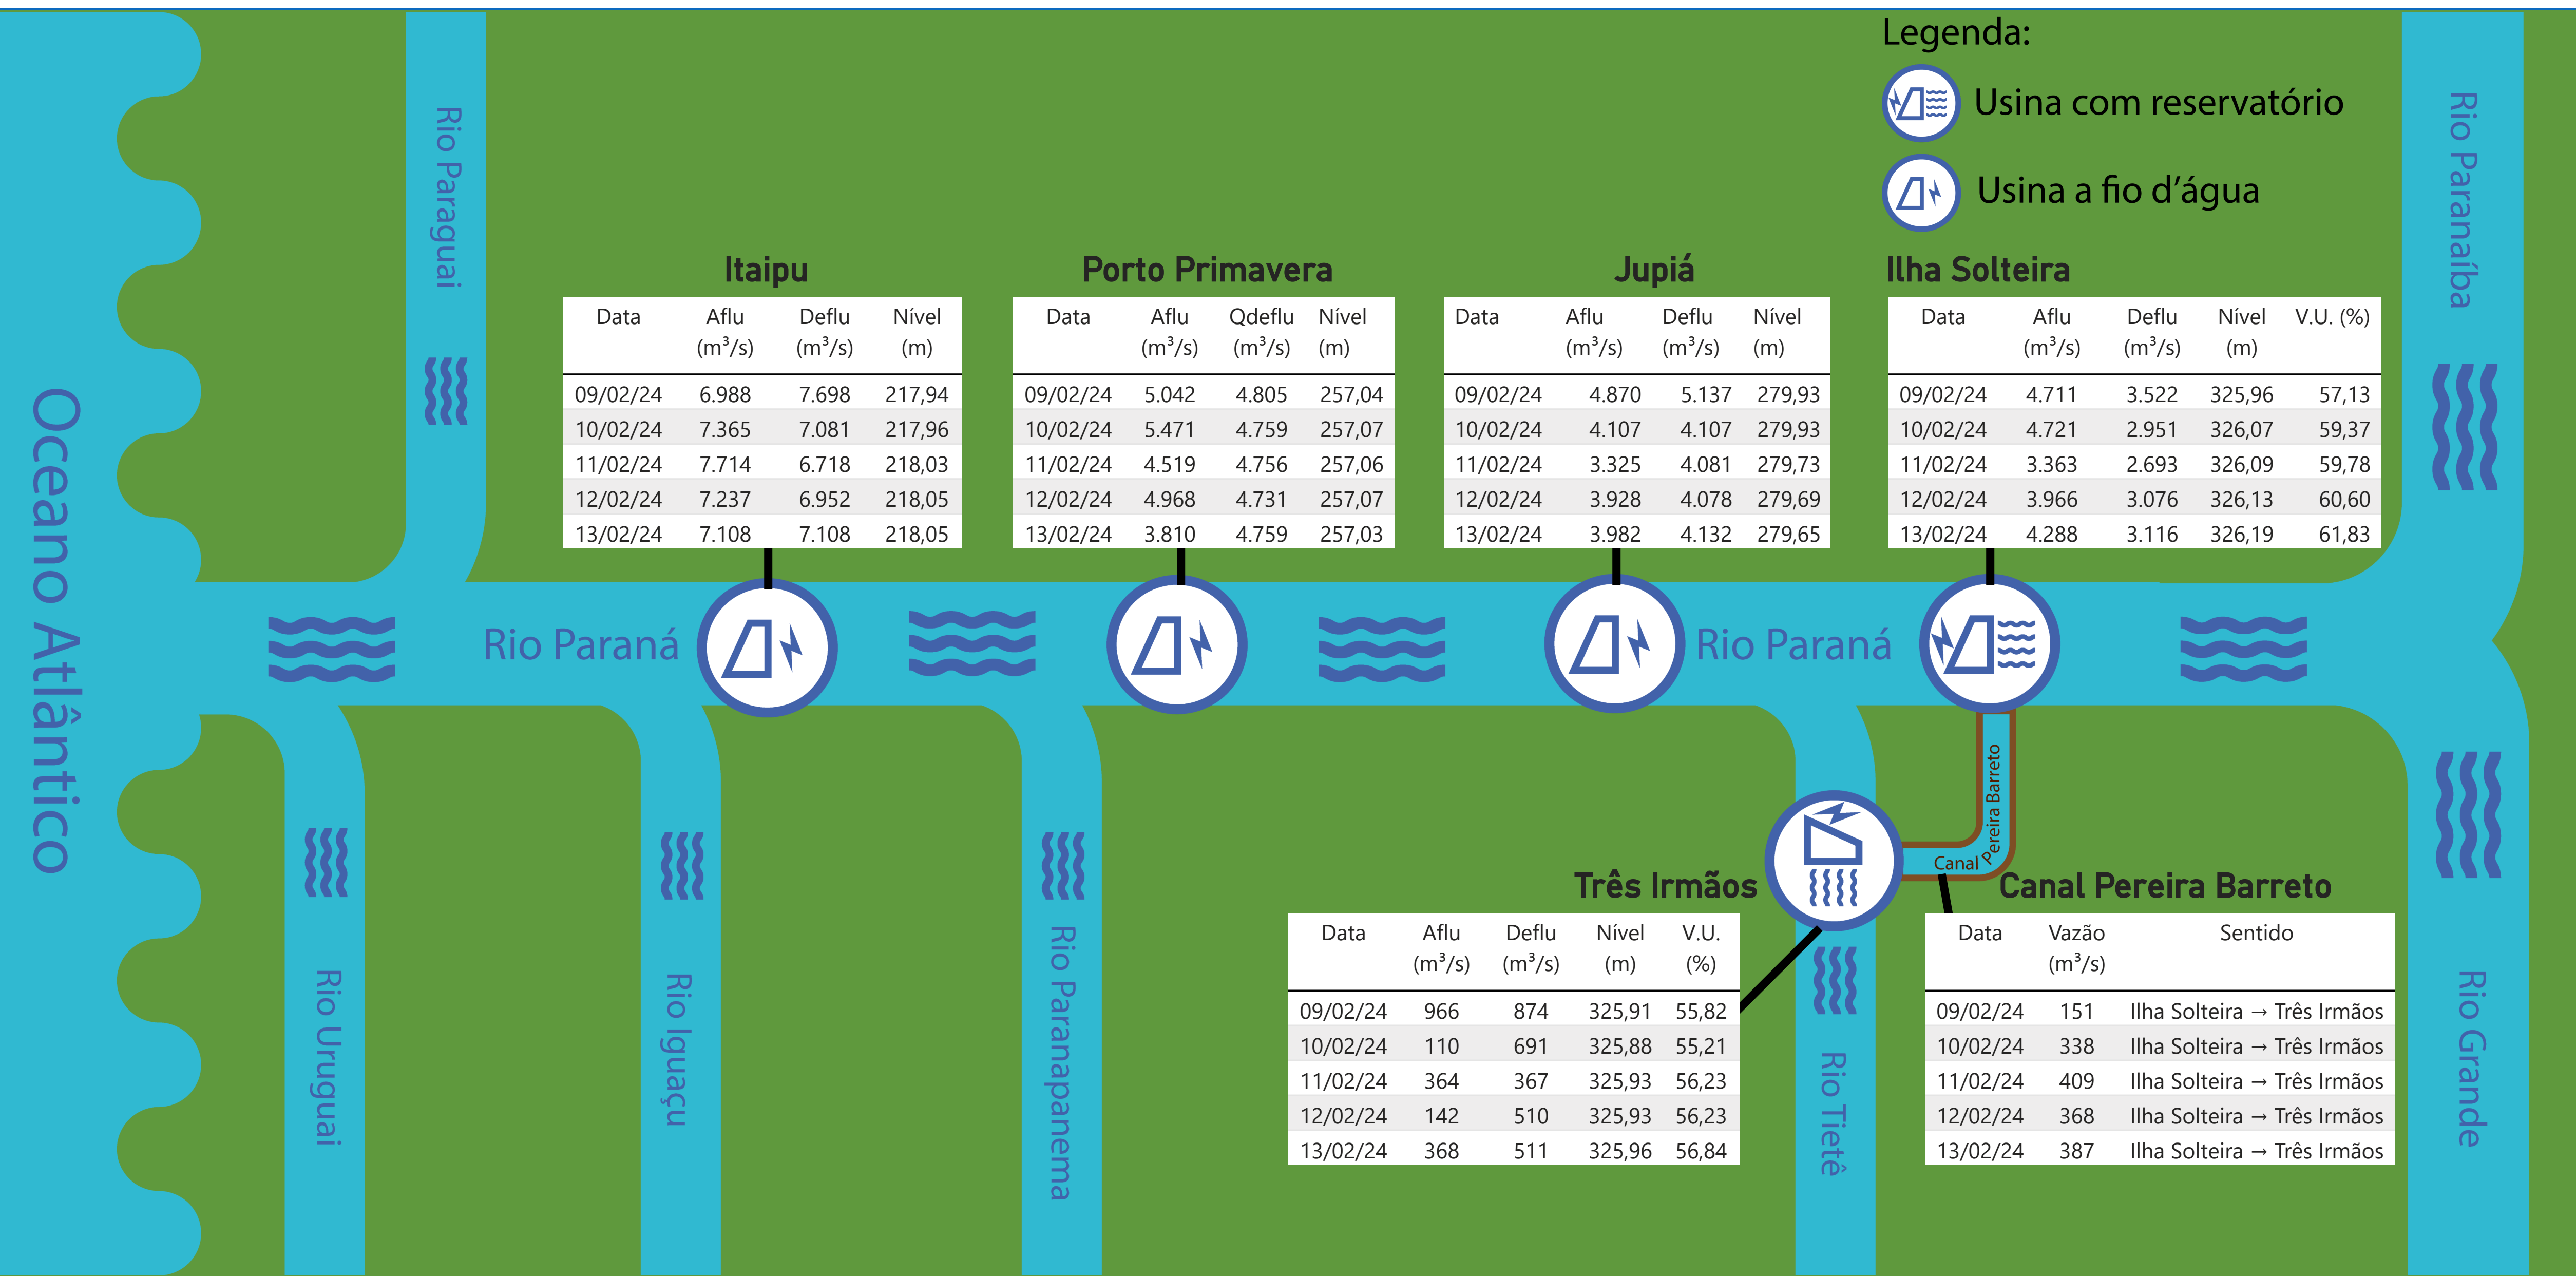 Legenda:
Usina com reservatório
Usina a fio d'água
Oceano Atlântico
Rio Paraguai
Rio Paranaíba
Itaipu
Data Aflu Deflu Nível
(m³/s) (m³/s) (m)
09/02/24 6.988 7.698 217,94
10/02/24 7.365 7.081 217,96
11/02/24 7.714 6.718 218,03
12/02/24 7.237 6.952 218,05
13/02/24 7.108 7.108 218,05
Porto Primavera
Data Aflu Qdeflu Nível
(m³/s) (m³/s) (m)
09/02/24 5.042 4.805 257,04
10/02/24 5.471 4.759 257,07
11/02/24 4.519 4.756 257,06
12/02/24 4.968 4.731 257,07
13/02/24 3.810 4.759 257,03
Jupiá
Data Aflu Deflu Nível
(m³/s) (m³/s) (m)
09/02/24 4.870 5.137 279,93
10/02/24 4.107 4.107 279,93
11/02/24 3.325 4.081 279,73
12/02/24 3.928 4.078 279,69
13/02/24 3.982 4.132 279,65
Ilha Solteira
Data Aflu Deflu Nível V.U. (%)
(m³/s) (m³/s) (m)
09/02/24 4.711 3.522 325,96 57,13
10/02/24 4.721 2.951 326,07 59,37
11/02/24 3.363 2.693 326,09 59,78
12/02/24 3.966 3.076 326,13 60,60
13/02/24 4.288 3.116 326,19 61,83
Rio Paraná
Rio Paraná
Rio Uruguai
Rio Iguaçu
Rio Paranapanema
Rio Tietê
Rio Grande
Canal Pereira Barreto
Três Irmãos
Data Aflu Deflu Nível V.U.
(m³/s) (m³/s) (m) (%)
09/02/24 966 874 325,91 55,82
10/02/24 110 691 325,88 55,21
11/02/24 364 367 325,93 56,23
12/02/24 142 510 325,93 56,23
13/02/24 368 511 325,96 56,84
Canal Pereira Barreto
Data Vazão Sentido
(m³/s)
09/02/24 151 Ilha Solteira → Três Irmãos
10/02/24 338 Ilha Solteira → Três Irmãos
11/02/24 409 Ilha Solteira → Três Irmãos
12/02/24 368 Ilha Solteira → Três Irmãos
13/02/24 387 Ilha Solteira → Três Irmãos